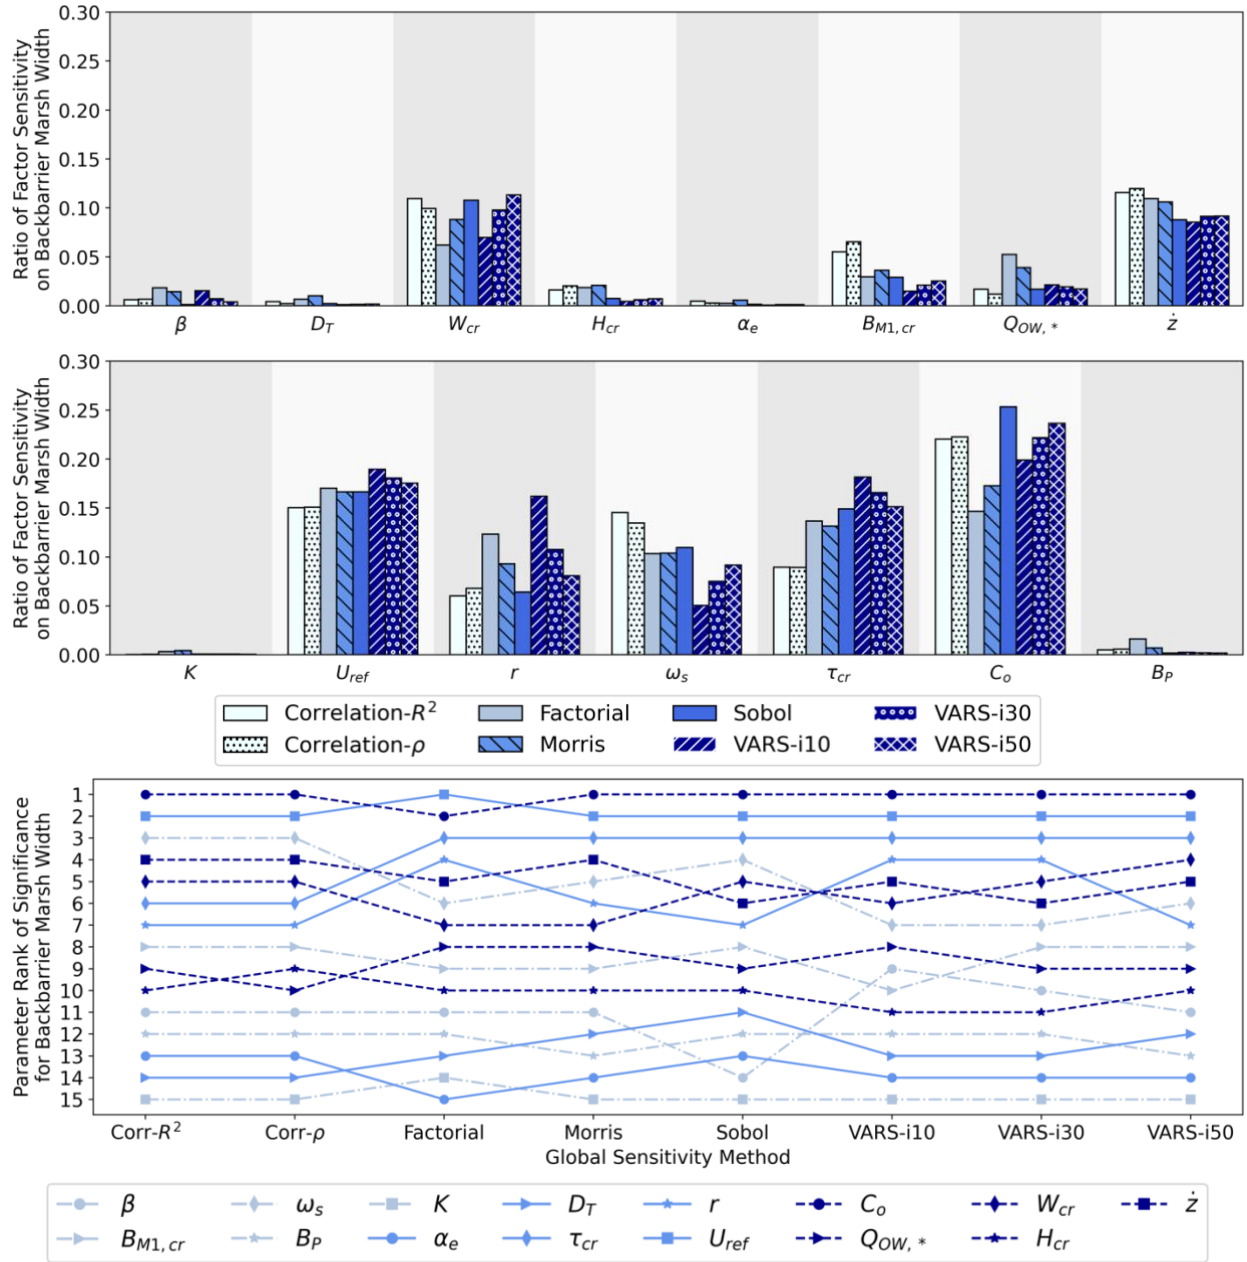 Ratio of Factor Sensitivity
on Backbarrier Marsh Width
0.30
0.25
0.20
0.15
0.10
0.05
0.00
β
D_T
W_cr
H_cr
α_e
B_M1, cr
Q_OW, *
ż
Ratio of Factor Sensitivity
on Backbarrier Marsh Width
0.30
0.25
0.20
0.15
0.10
0.05
0.00
K
U_ref
r
ω_s
τ_cr
C_o
B_P
Correlation-R²
Factorial
Sobol
VARS-i30
Correlation-ρ
Morris
VARS-i10
VARS-i50
Parameter Rank of Significance
for Backbarrier Marsh Width
1
2
3
4
5
6
7
8
9
10
11
12
13
14
15
Corr-R²
Corr-ρ
Factorial
Morris
Sobol
VARS-i10
VARS-i30
VARS-i50
Global Sensitivity Method
β
ω_s
K
D_T
r
C_o
W_cr
ż
B_M1, cr
B_P
α_e
τ_cr
U_ref
Q_OW, *
H_cr